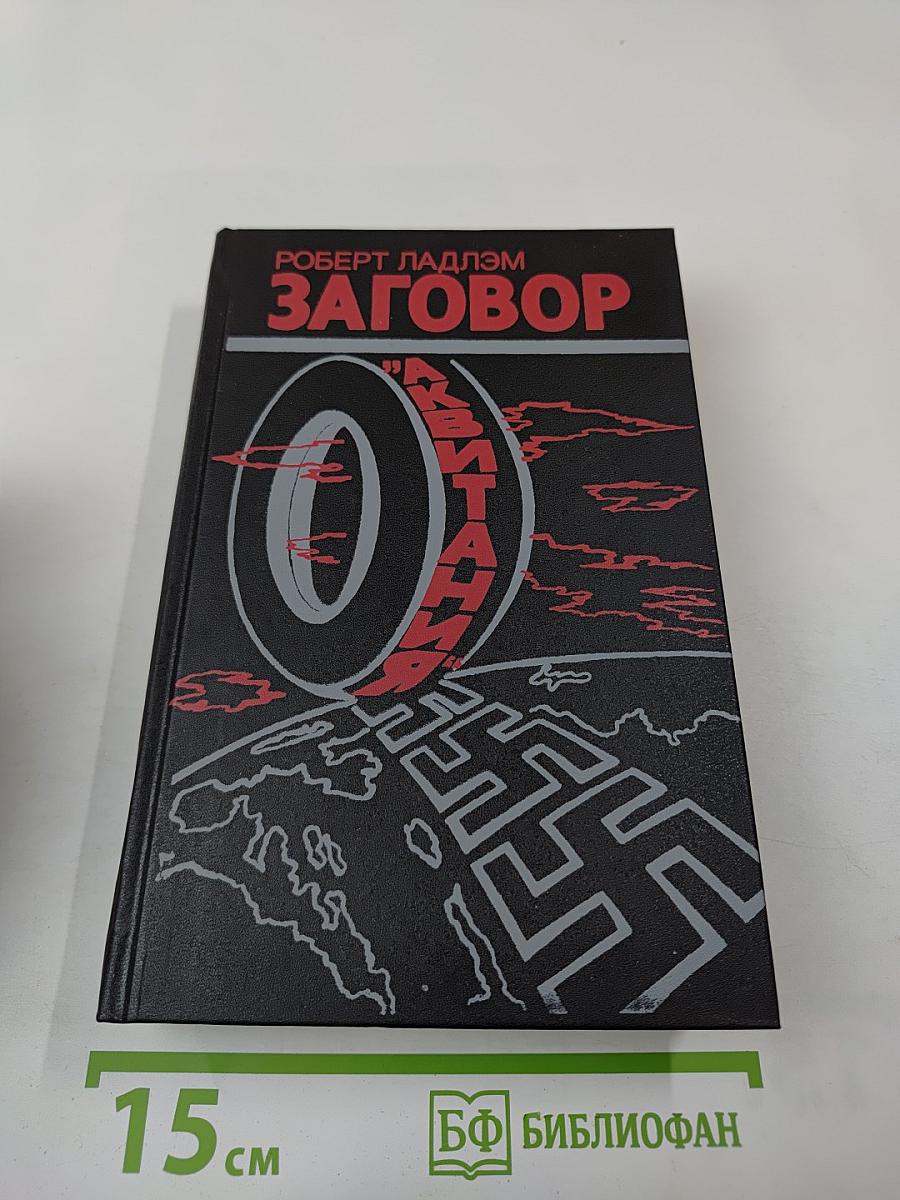 РОБЕРТ ЛАДЛЭМ
ЗАГОВОР
"АКВИТАНИЯ"
15 см
БФ БИБЛИОФАН